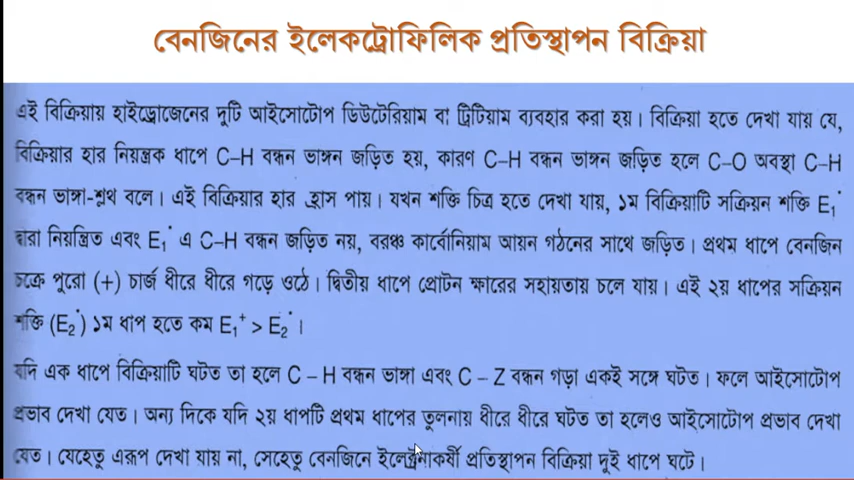 বেনজিনের ইলেকট্রোফিলিক প্রতিস্থাপন বিক্রিয়া
এই বিক্রিয়ায় হাইড্রোজেনের দুটি আইসোটোপ ডিউটেরিয়াম বা ট্রিটিয়াম ব্যবহার করা হয়। বিক্রিয়া হতে দেখা যায় যে,
বিক্রিয়ার হার নিয়ন্ত্রক ধাপে C–H বন্ধন ভাঙ্গন জড়িত হয়, কারণ C–H বন্ধন ভাঙ্গন জড়িত হলে C–O অবস্থা C–H
বন্ধন ভাঙ্গা-শ্লথ বলে। এই বিক্রিয়ার হার হ্রাস পায়। যখন শক্তি চিত্র হতে দেখা যায়, ১ম বিক্রিয়াটি সক্রিয়ন শক্তি E₁˙
দ্বারা নিয়ন্ত্রিত এবং E₁˙ এ C–H বন্ধন জড়িত নয়, বরঞ্চ কার্বোনিয়াম আয়ন গঠনের সাথে জড়িত। প্রথম ধাপে বেনজিন
চক্রে পুরো (+) চার্জ ধীরে ধীরে গড়ে ওঠে। দ্বিতীয় ধাপে প্রোটন ক্ষারের সহায়তায় চলে যায়। এই ২য় ধাপের সক্রিয়ন
শক্তি (E₂˙) ১ম ধাপ হতে কম E₁⁺ > E₂˙।
যদি এক ধাপে বিক্রিয়াটি ঘটত তা হলে C – H বন্ধন ভাঙ্গা এবং C – Z বন্ধন গড়া একই সঙ্গে ঘটত। ফলে আইসোটোপ
প্রভাব দেখা যেত। অন্য দিকে যদি ২য় ধাপটি প্রথম ধাপের তুলনায় ধীরে ধীরে ঘটত তা হলেও আইসোটোপ প্রভাব দেখা
যেত। যেহেতু এরূপ দেখা যায় না, সেহেতু বেনজিনে ইলেক্ট্রনাকর্ষী প্রতিস্থাপন বিক্রিয়া দুই ধাপে ঘটে।